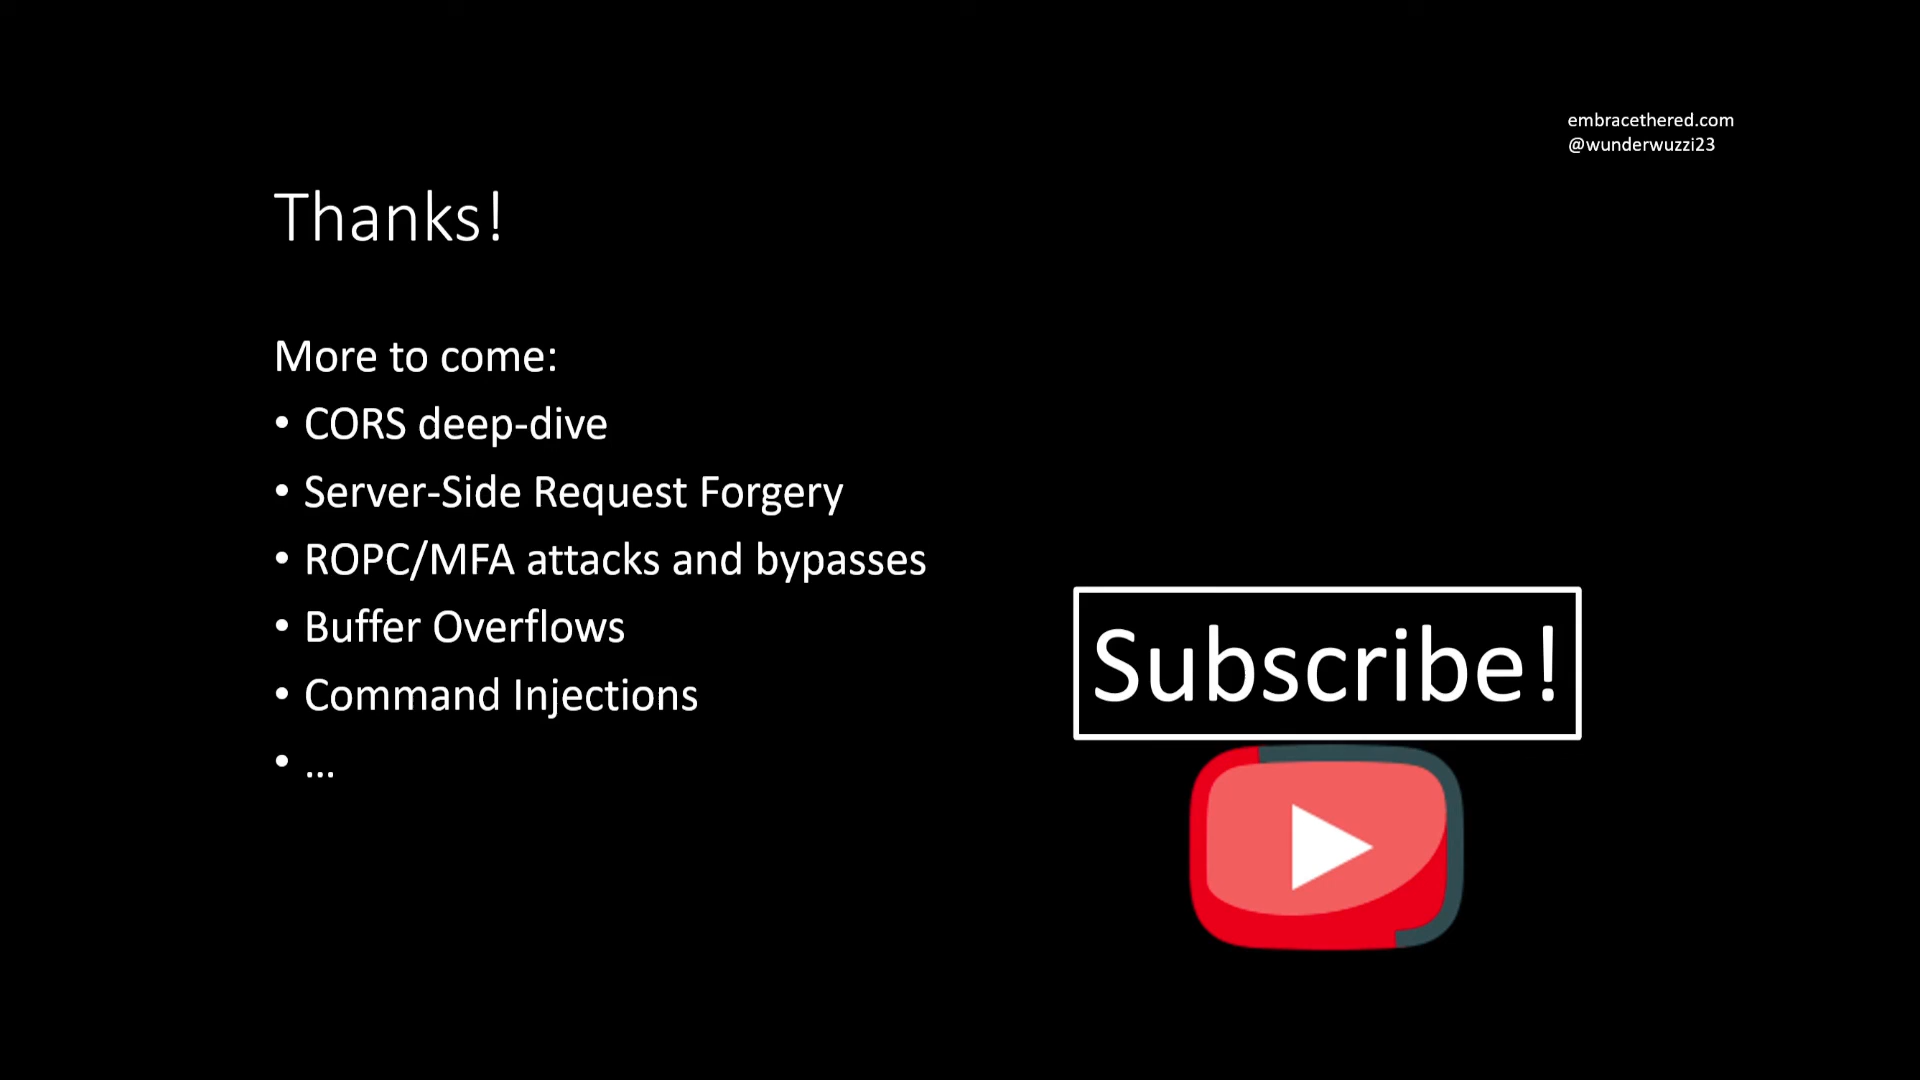 embracethered.com
@wunderwuzzi23
Thanks!
More to come:
• CORS deep-dive
• Server-Side Request Forgery
• ROPC/MFA attacks and bypasses
• Buffer Overflows
• Command Injections
• ...
Subscribe!